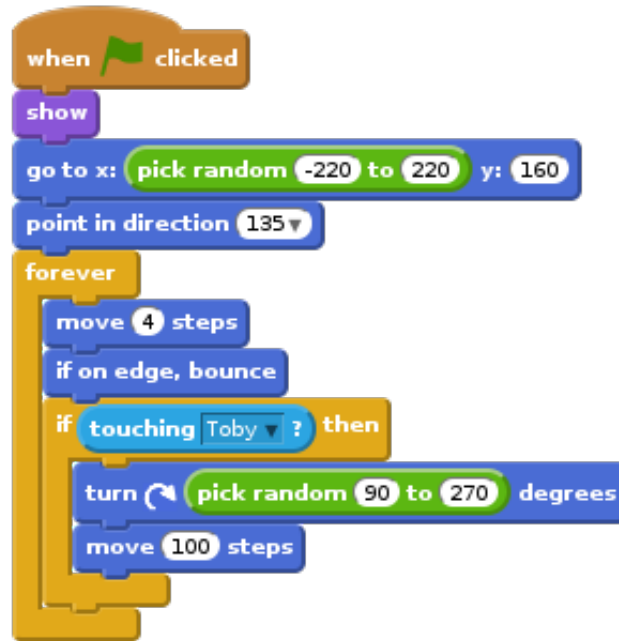 when clicked
show
go to x: pick random -220 to 220 y: 160
point in direction 135
forever
move 4 steps
if on edge, bounce
if touching Toby ? then
turn pick random 90 to 270 degrees
move 100 steps